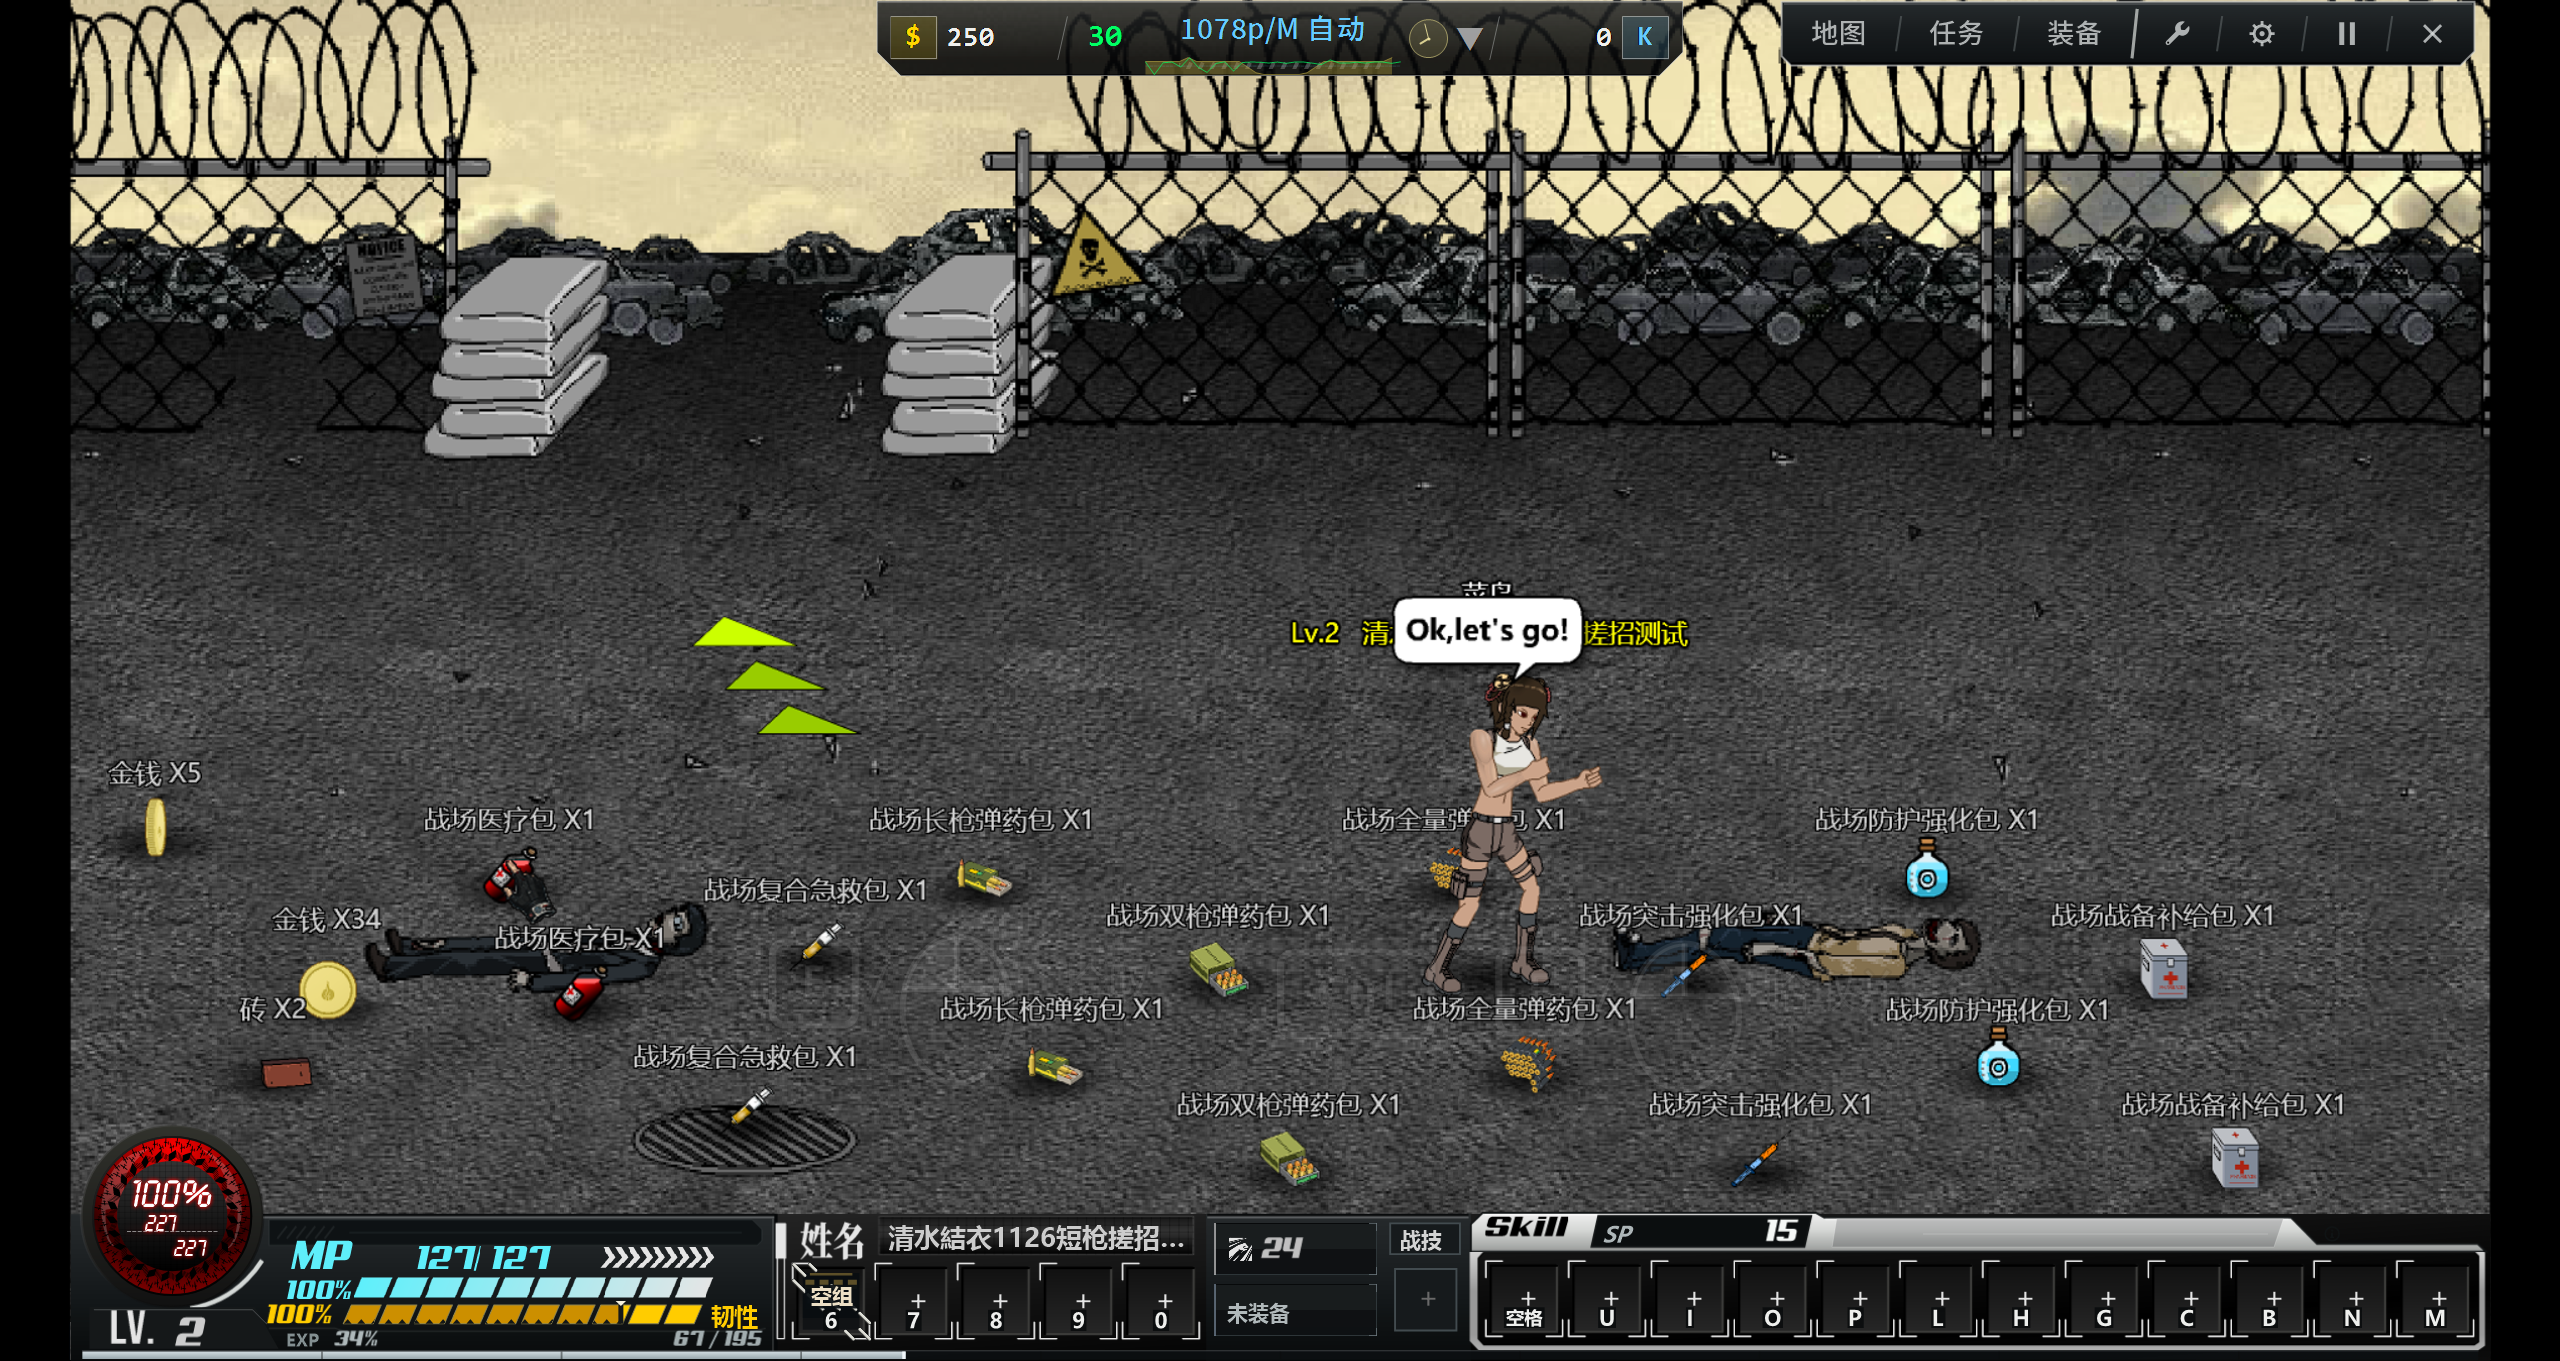 $ 250
30
1078p/M 自动
0 K
地图
任务
装备
NOTICE
菜鸟
Lv.2 清
搓招测试
Ok,let's go!
金钱 X5
战场医疗包 X1
战场长枪弹药包 X1
战场全量弹
包 X1
战场防护强化包 X1
战场复合急救包 X1
金钱 X34
战场双枪弹药包 X1
战场突击强化包 X1
战场战备补给包 X1
战场医疗包 X1
砖 X2
战场长枪弹药包 X1
战场全量弹药包 X1
战场防护强化包 X1
战场复合急救包 X1
战场双枪弹药包 X1
战场突击强化包 X1
战场战备补给包 X1
100%
227
227
MP 127/ 127
100%
100% 韧性
LV. 2
EXP 34% 67/195
姓名 清水結衣1126短枪搓招...
空组
6
7
8
9
0
24
未装备
战技
Skill SP 15
空格
U
I
O
P
L
H
G
C
B
N
M